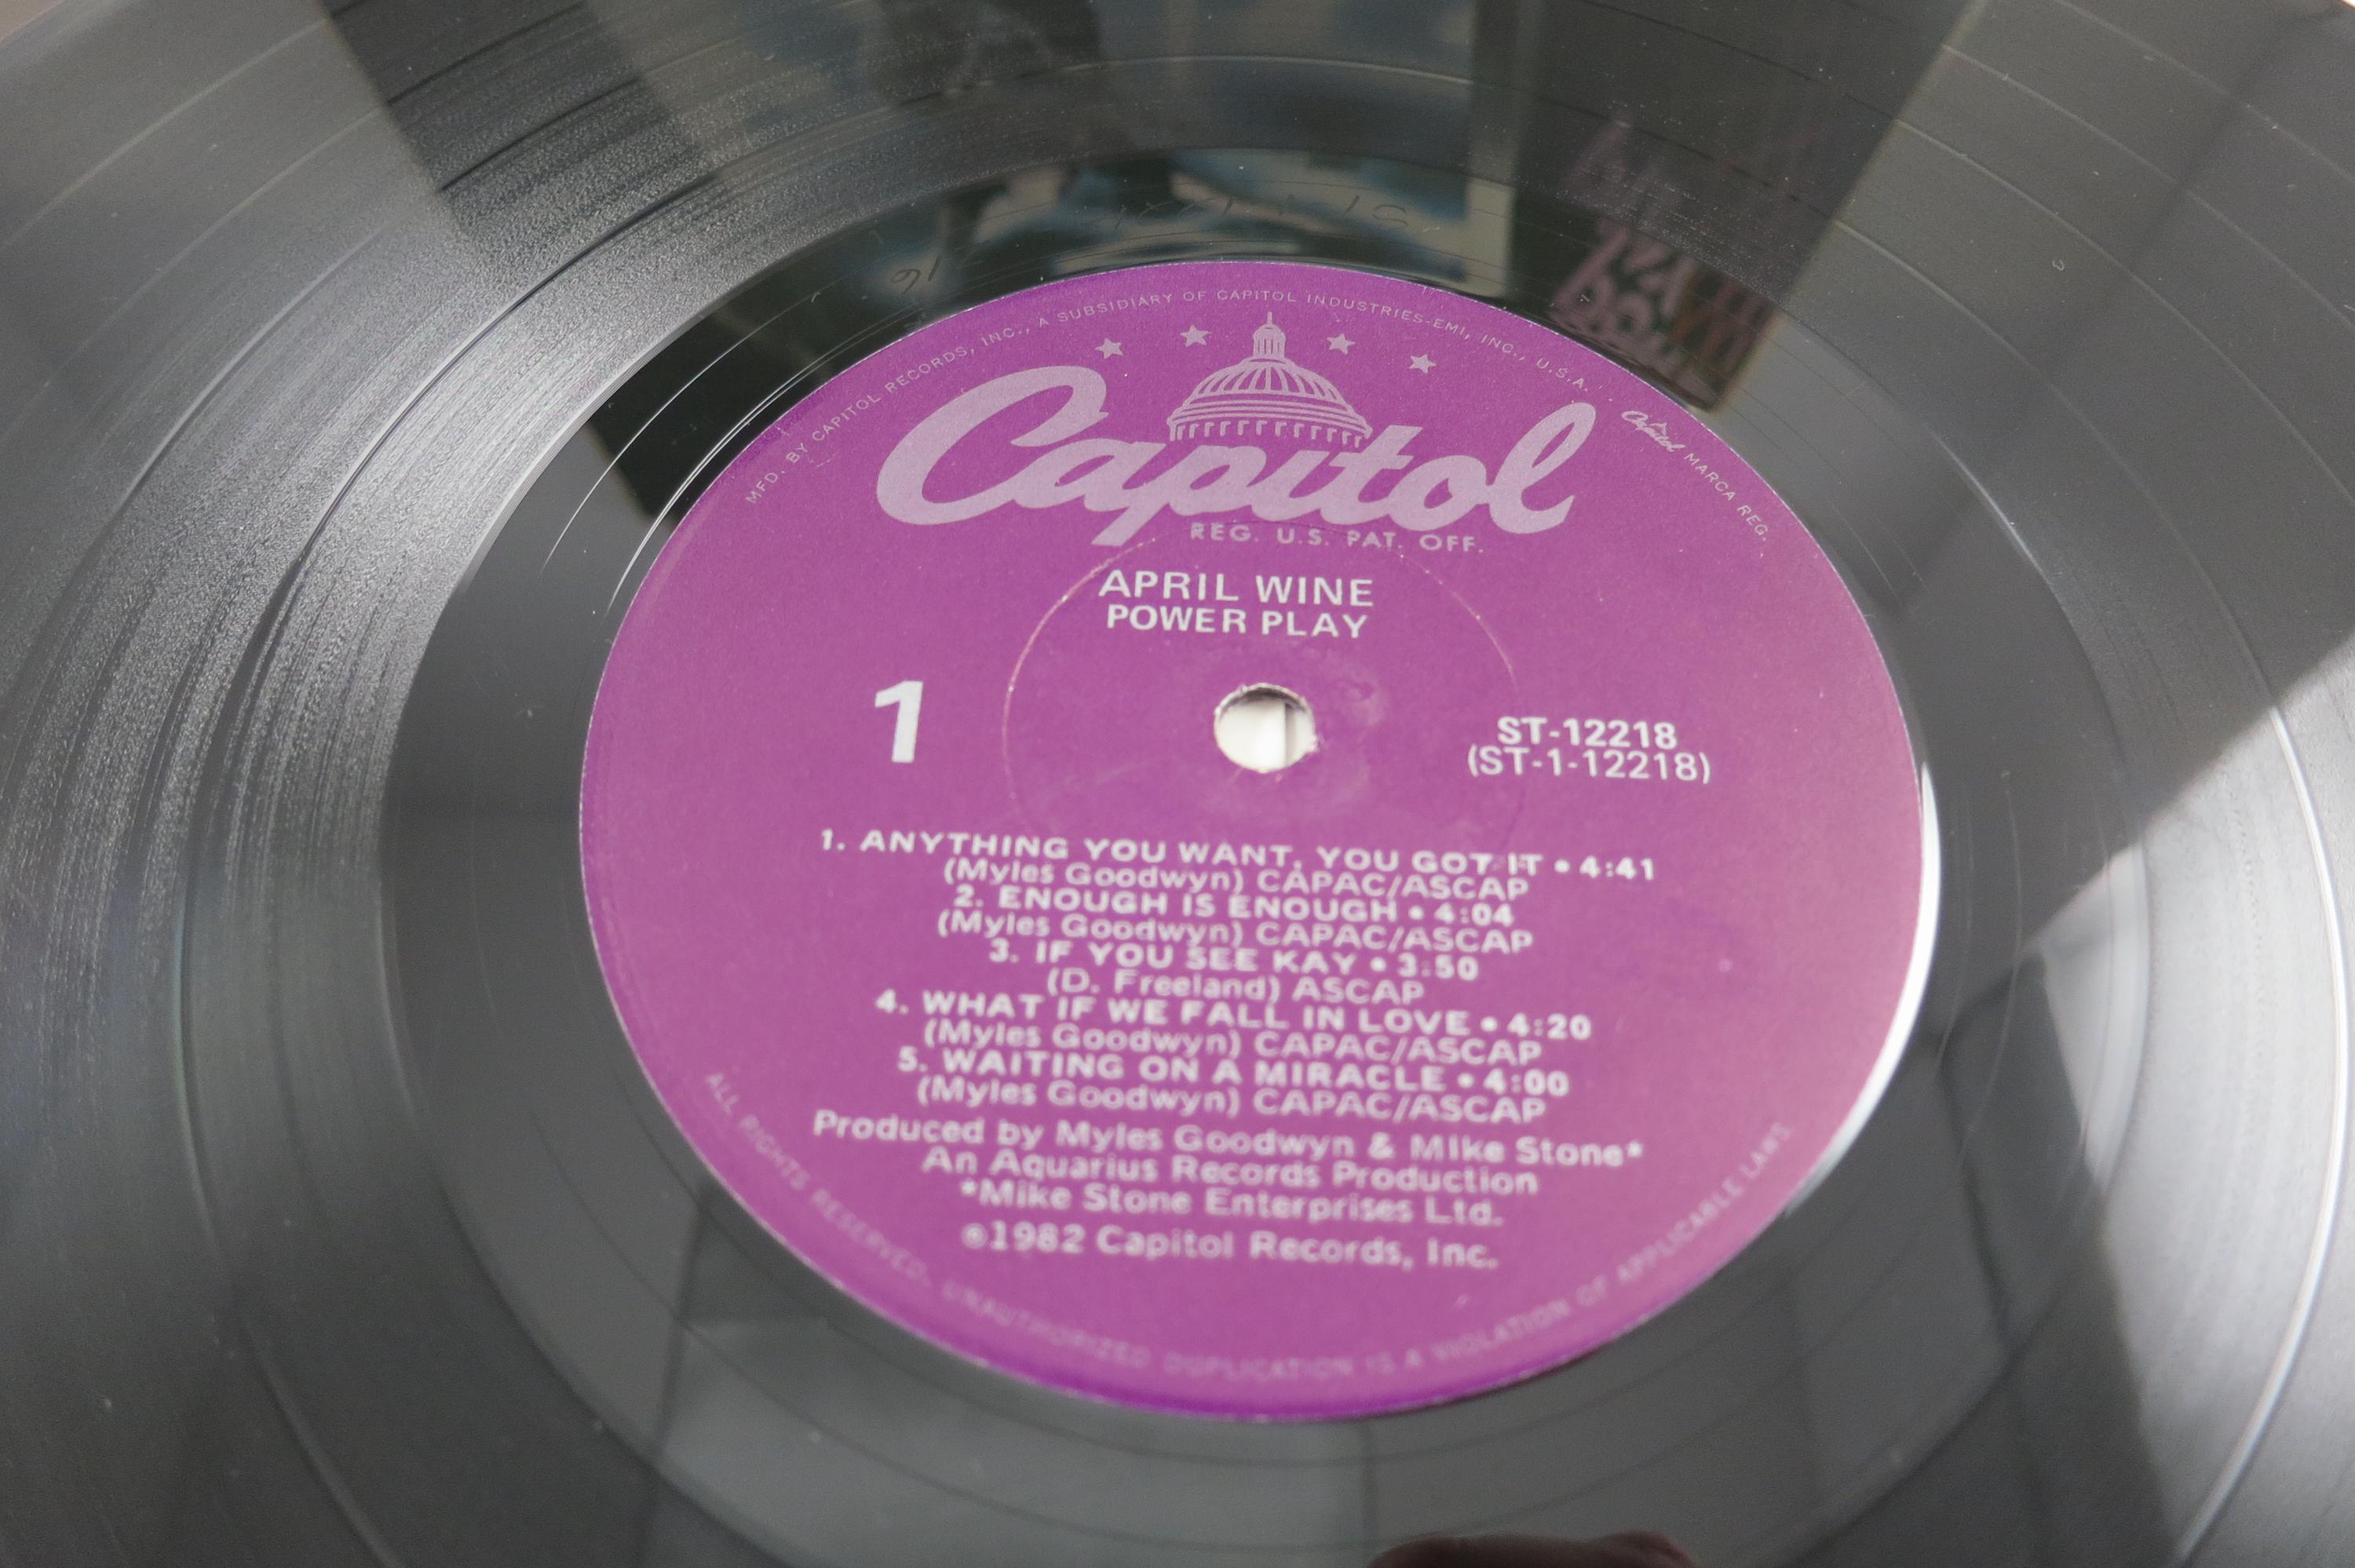 MFD. BY CAPITOL RECORDS, INC., A SUBSIDIARY OF CAPITOL INDUSTRIES-EMI, INC., U.S.A.
Capitol MARCA REG.
Capitol
REG. U.S. PAT. OFF.
APRIL WINE
POWER PLAY
1
ST-12218
(ST-1-12218)
1. ANYTHING YOU WANT, YOU GOT IT • 4:41
(Myles Goodwyn) CAPAC/ASCAP
2. ENOUGH IS ENOUGH • 4:04
(Myles Goodwyn) CAPAC/ASCAP
3. IF YOU SEE KAY • 3:50
(D. Freeland) ASCAP
4. WHAT IF WE FALL IN LOVE • 4:20
(Myles Goodwyn) CAPAC/ASCAP
5. WAITING ON A MIRACLE • 4:00
(Myles Goodwyn) CAPAC/ASCAP
Produced by Myles Goodwyn & Mike Stone*
An Aquarius Records Production
*Mike Stone Enterprises Ltd.
℗1982 Capitol Records, Inc.
ALL RIGHTS RESERVED. UNAUTHORIZED DUPLICATION IS A VIOLATION OF APPLICABLE LAWS.